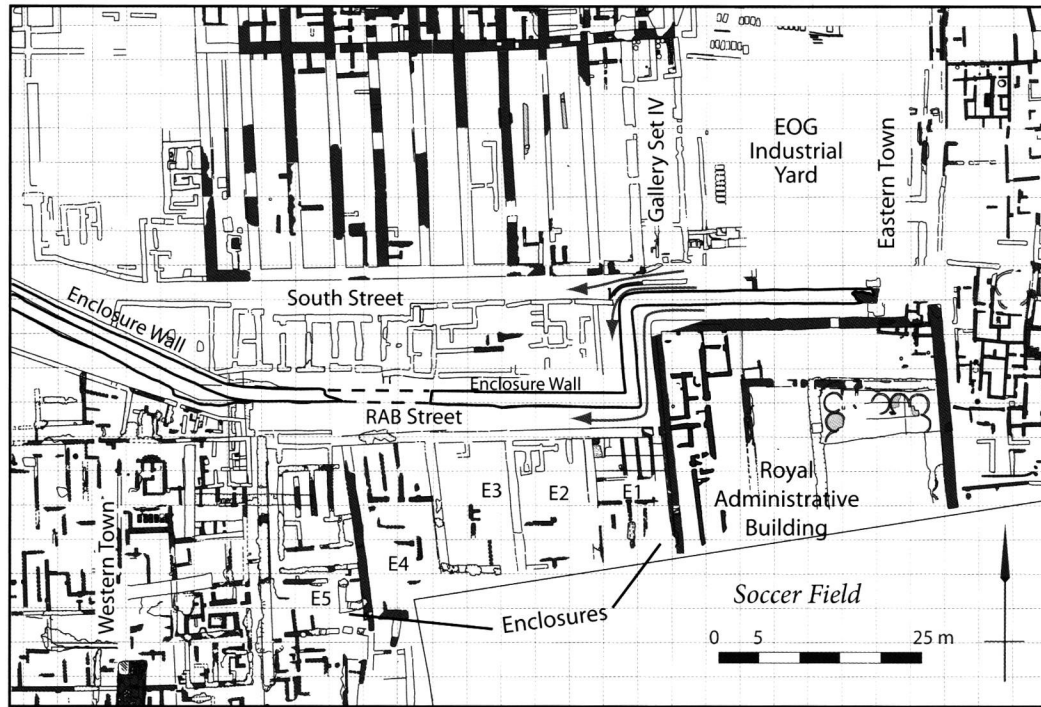 Gallery Set IV
EOG
Industrial
Yard
Eastern Town
South Street
Enclosure Wall
Enclosure Wall
RAB Street
E1
E2
E3
E4
E5
Royal
Administrative
Building
Western Town
Enclosures
Soccer Field
0 5 25 m